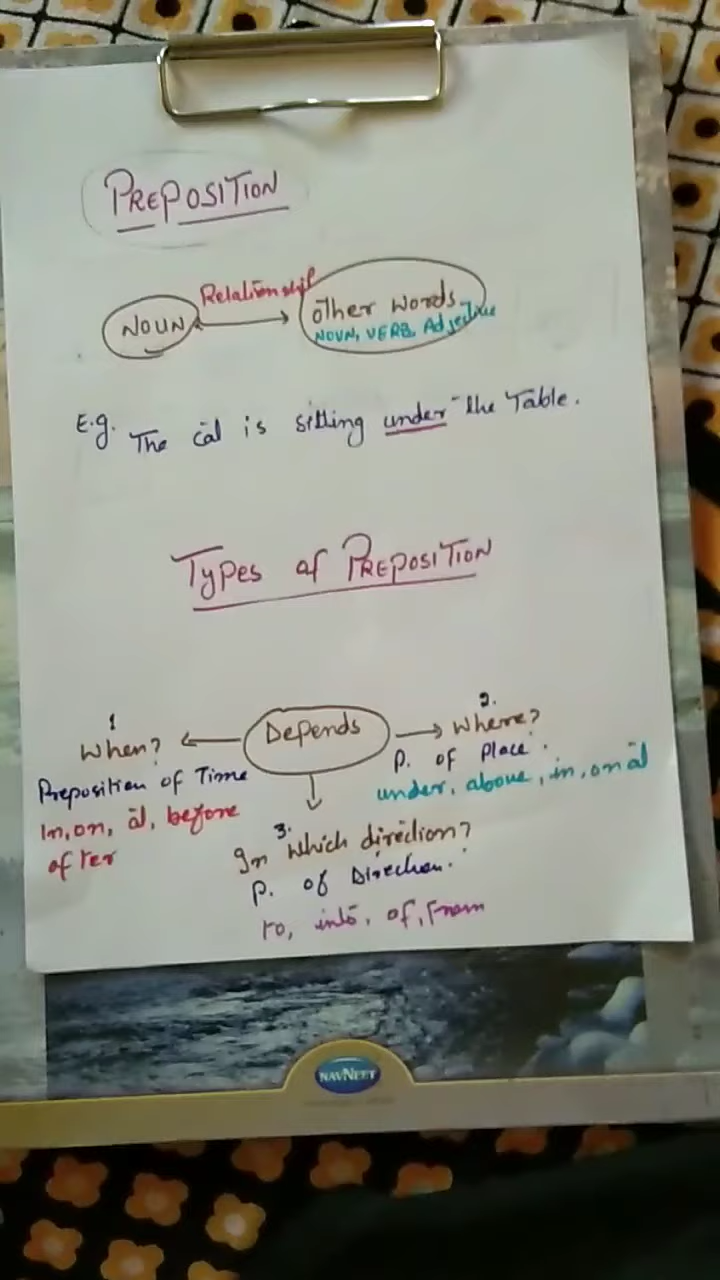 PREPOSITION
Relationship
NOUN
other words
NOUN, VERB, Adjective
E.g. The cat is sitting under the Table.
Types of PREPOSITION
1
When?
Preposition of Time
In, on, at, before
after
Depends
2.
Where?
P. of Place.
under, above, in, on at
3.
In which direction?
P. of Direction.
to, into, of, From
NAVNEET